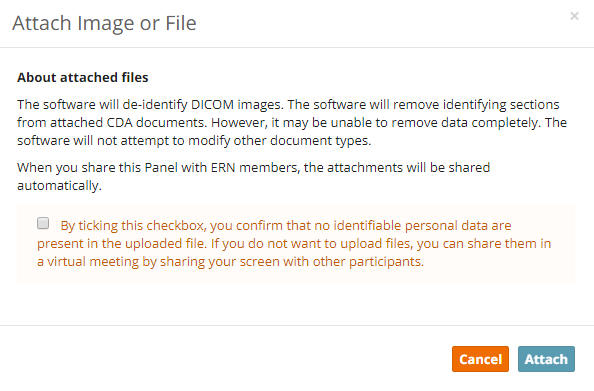 Attach Image or File
×
About attached files
The software will de-identify DICOM images. The software will remove identifying sections
from attached CDA documents. However, it may be unable to remove data completely. The
software will not attempt to modify other document types.
When you share this Panel with ERN members, the attachments will be shared
automatically.
By ticking this checkbox, you confirm that no identifiable personal data are
present in the uploaded file. If you do not want to upload files, you can share them in
a virtual meeting by sharing your screen with other participants.
Cancel Attach